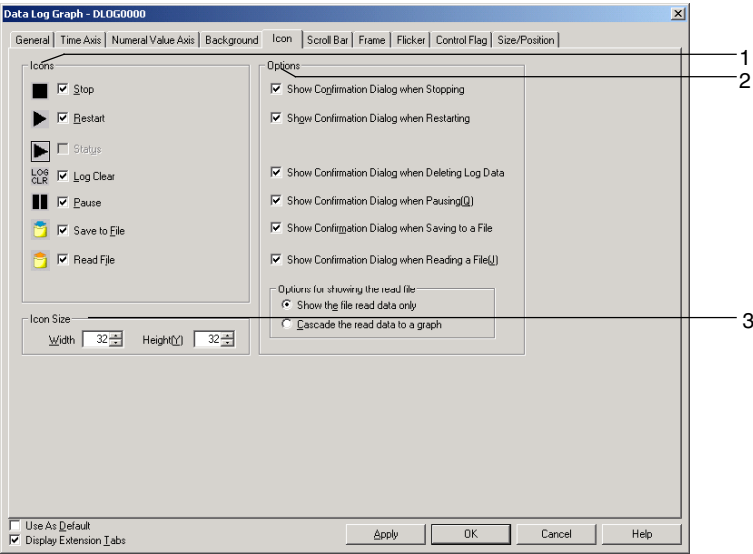 Data Log Graph - DLOG0000
General Time Axis Numeral Value Axis Background Icon Scroll Bar Frame Flicker Control Flag Size/Position
Icons
Stop
Restart
Status
LOG CLR Log Clear
Pause
Save to File
Read File
Icon Size
Width 32 Height(Y) 32
Options
Show Confirmation Dialog when Stopping
Show Confirmation Dialog when Restarting
Show Confirmation Dialog when Deleting Log Data
Show Confirmation Dialog when Pausing(Q)
Show Confirmation Dialog when Saving to a File
Show Confirmation Dialog when Reading a File(J)
Options for showing the read file
Show the file read data only
Cascade the read data to a graph
1
2
3
Use As Default
Display Extension Tabs
Apply OK Cancel Help